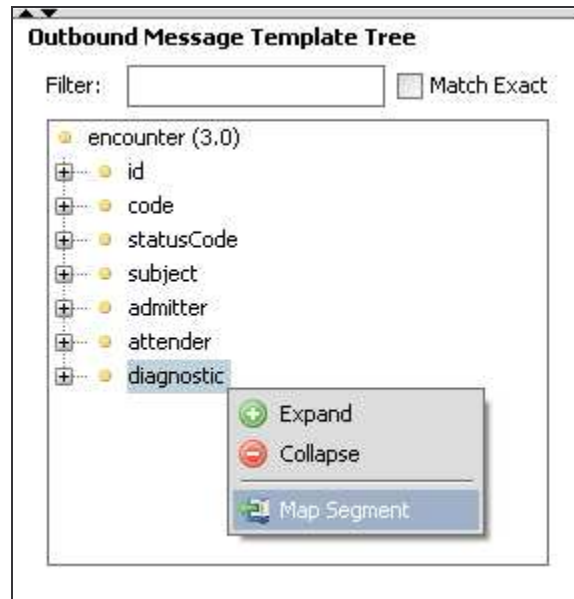 Outbound Message Template Tree
Filter: Match Exact
encounter (3.0)
id
code
statusCode
subject
admitter
attender
diagnostic
Expand
Collapse
Map Segment